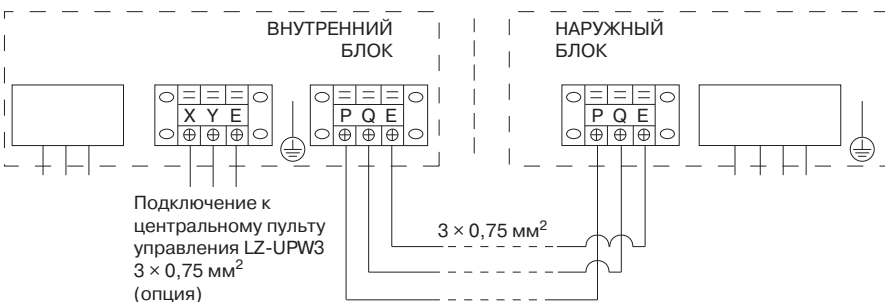 ВНУТРЕННИЙ
БЛОК
НАРУЖНЫЙ
БЛОК
X Y E
P Q E
P Q E
Подключение к
центральному пульту
управления LZ-UPW3
3 × 0,75 мм²
(опция)
3 × 0,75 мм²